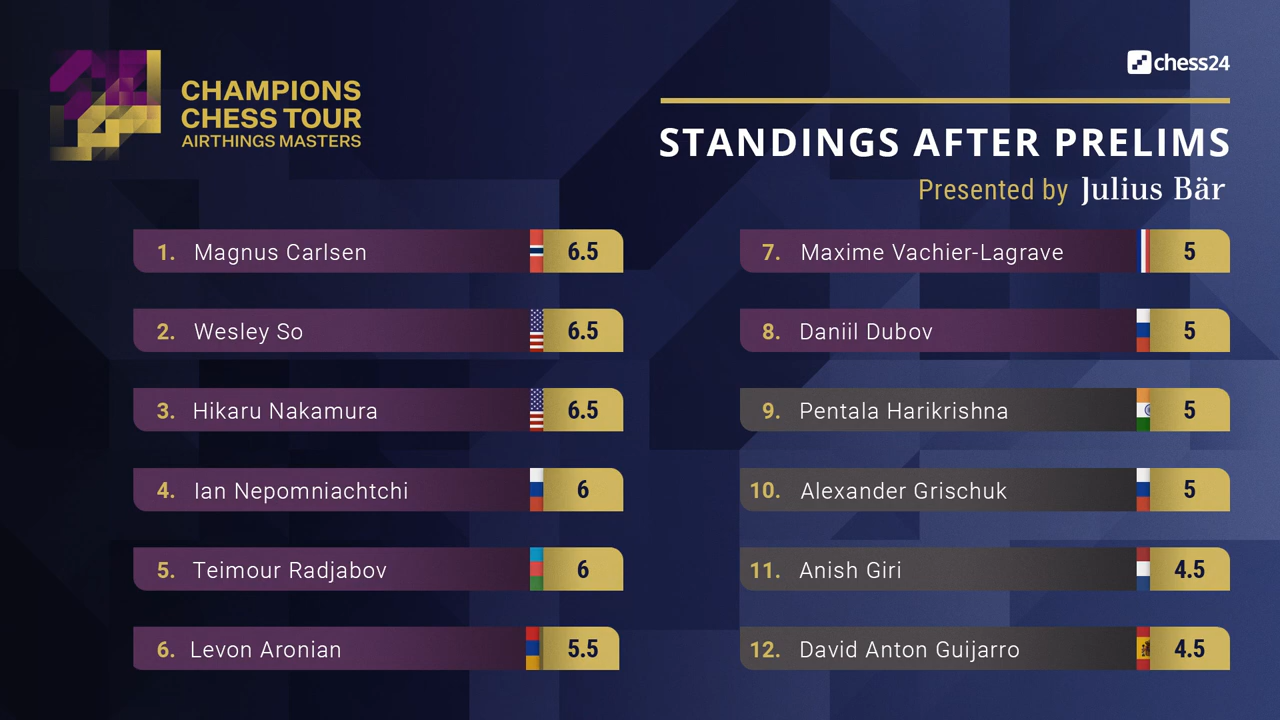 CHAMPIONS
CHESS TOUR
AIRTHINGS MASTERS
chess24
STANDINGS AFTER PRELIMS
Presented by Julius Bär
1. Magnus Carlsen 6.5
2. Wesley So 6.5
3. Hikaru Nakamura 6.5
4. Ian Nepomniachtchi 6
5. Teimour Radjabov 6
6. Levon Aronian 5.5
7. Maxime Vachier-Lagrave 5
8. Daniil Dubov 5
9. Pentala Harikrishna 5
10. Alexander Grischuk 5
11. Anish Giri 4.5
12. David Anton Guijarro 4.5